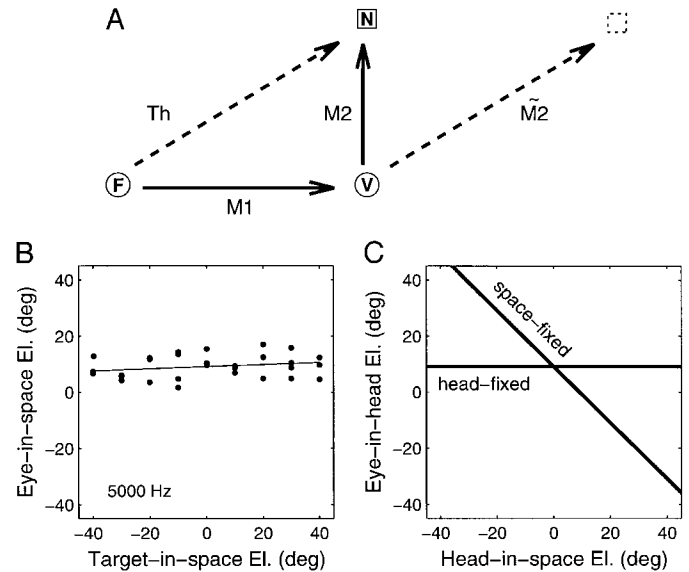 A
N
Th
M2
M̃2
F
V
M1
B
C
Eye−in−space El. (deg)
40
20
0
−20
−40
5000 Hz
−40 −20 0 20 40
Target−in−space El. (deg)
Eye−in−head El. (deg)
40
20
0
−20
−40
space−fixed
head−fixed
−40 −20 0 20 40
Head−in−space El. (deg)